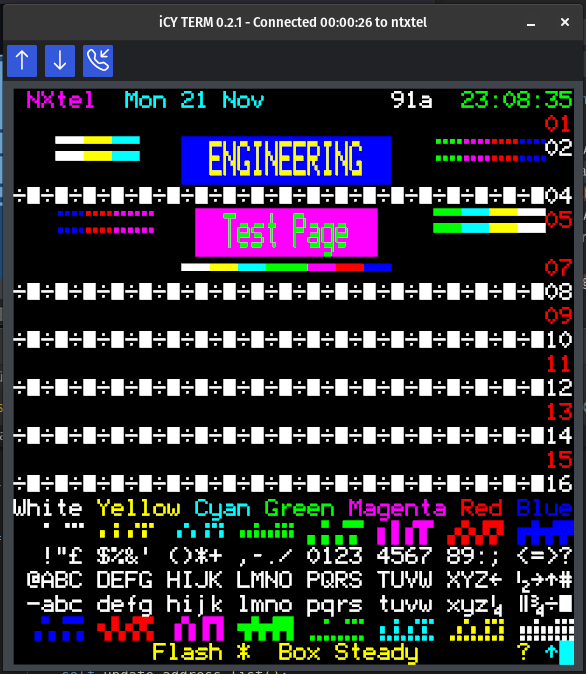 iCY TERM 0.2.1 - Connected 00:00:26 to ntxtel
NXtel Mon 21 Nov 91a 23:08:35
01
02
ENGINEERING
04
05
Test Page
07
08
09
10
11
12
13
14
15
16
White Yellow Cyan Green Magenta Red Blue
!"£ $%&' ()*+ ,-./ 0123 4567 89:; <=>?
@ABC DEFG HIJK LMNO PQRS TUVW XYZ← ½→↑#
—abc defg hijk lmno pqrs tuvw xyz¼ ‖¾÷■
Flash * Box Steady ? ↑